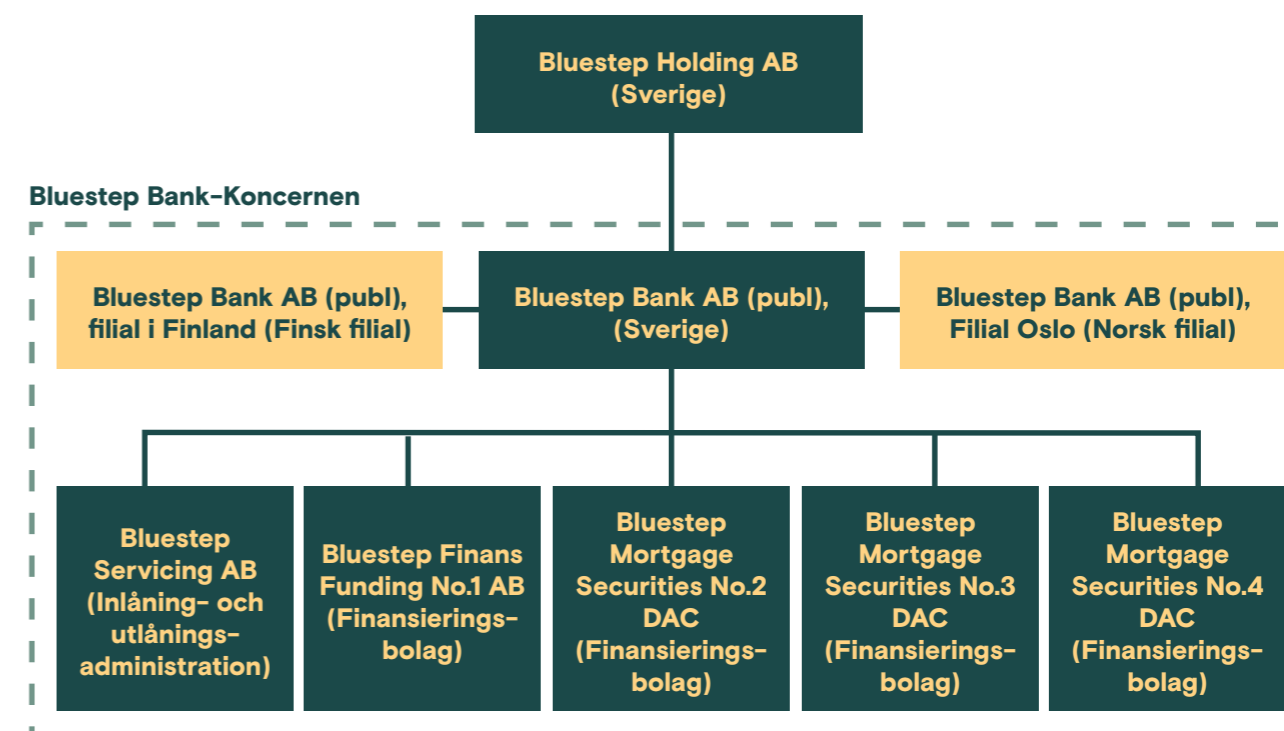 Bluestep Holding AB
(Sverige)
Bluestep Bank-Koncernen
Bluestep Bank AB (publ),
filial i Finland (Finsk filial)
Bluestep Bank AB (publ),
(Sverige)
Bluestep Bank AB (publ),
Filial Oslo (Norsk filial)
Bluestep
Servicing AB
(Inlåning- och
utlånings-
administration)
Bluestep Finans
Funding No.1 AB
(Finansierings-
bolag)
Bluestep
Mortgage
Securities No.2
DAC
(Finansierings-
bolag)
Bluestep
Mortgage
Securities No.3
DAC
(Finansierings-
bolag)
Bluestep
Mortgage
Securities No.4
DAC
(Finansierings-
bolag)